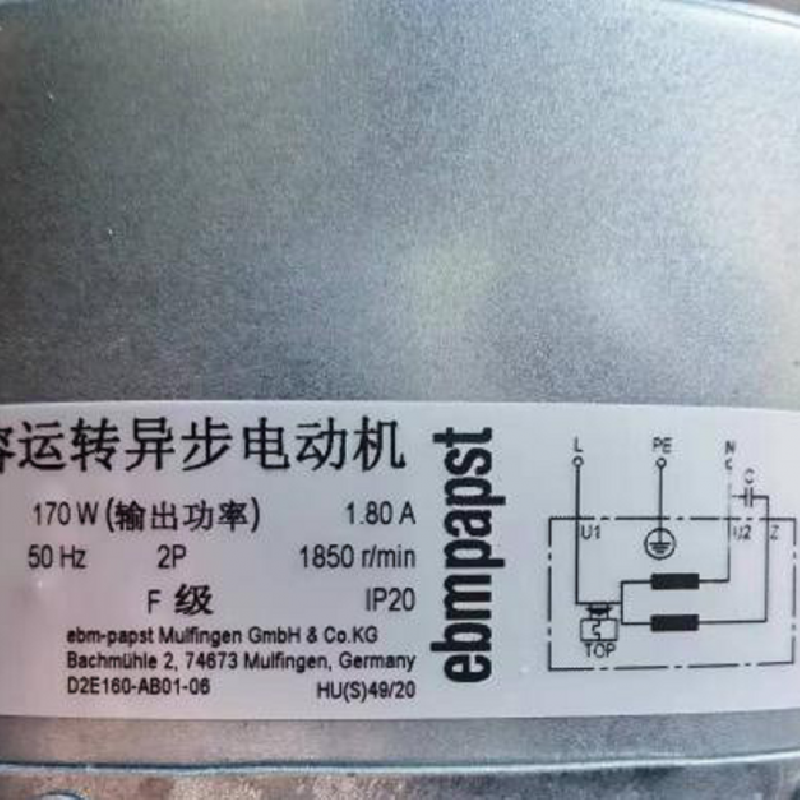 容运转异步电动机
170 W (输出功率) 1.80 A
50 Hz 2P 1850 r/min
F 级 IP20
ebm-papst Mulfingen GmbH & Co.KG
Bachmühle 2, 74673 Mulfingen, Germany
D2E160-AB01-06 HU(S)49/20
ebmpapst
L PE N
C
U1 U2 Z
TOP